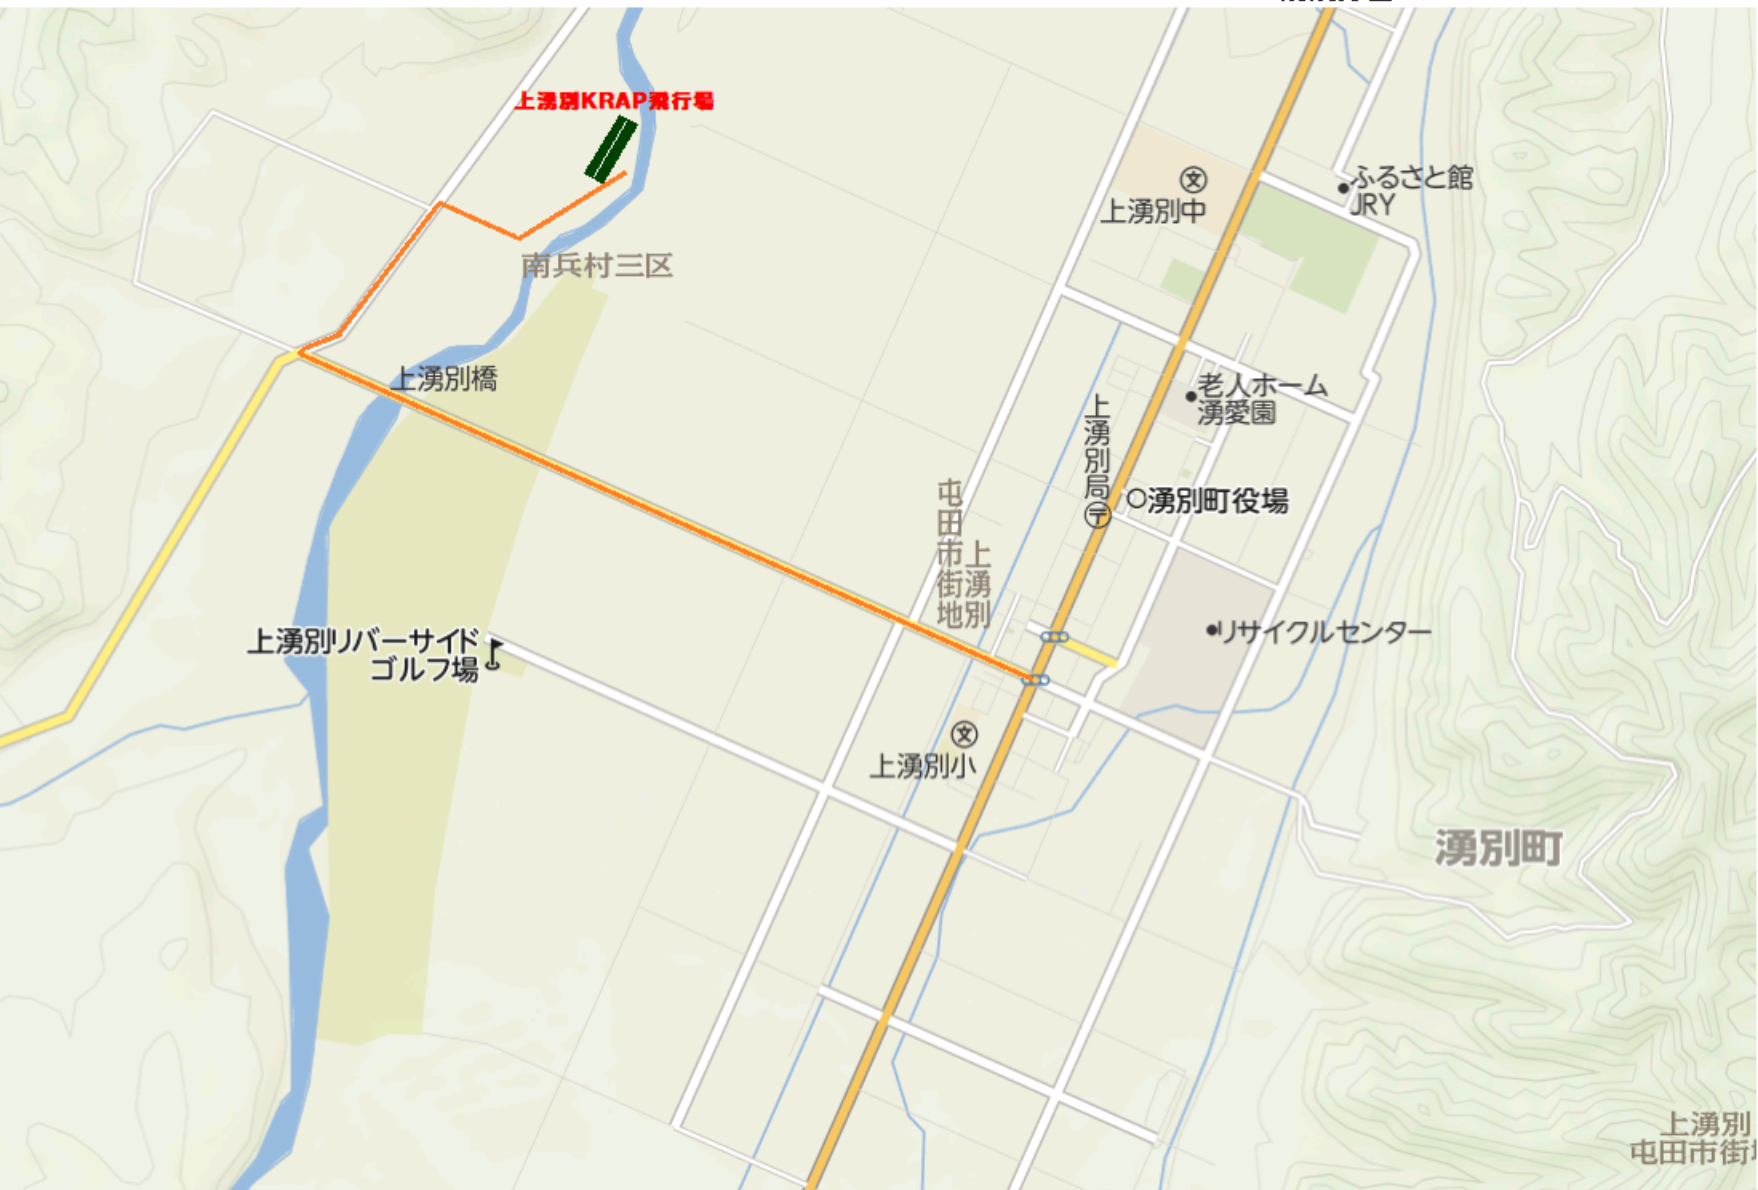 上湧別KRAP飛行場
ふるさと館
JRY
上湧別中
南兵村三区
上湧別橋
老人ホーム
湧愛園
上湧別局
湧別町役場
上湧別
屯田市街地
上湧別リバーサイド
ゴルフ場
リサイクルセンター
上湧別小
湧別町
上湧別
屯田市街